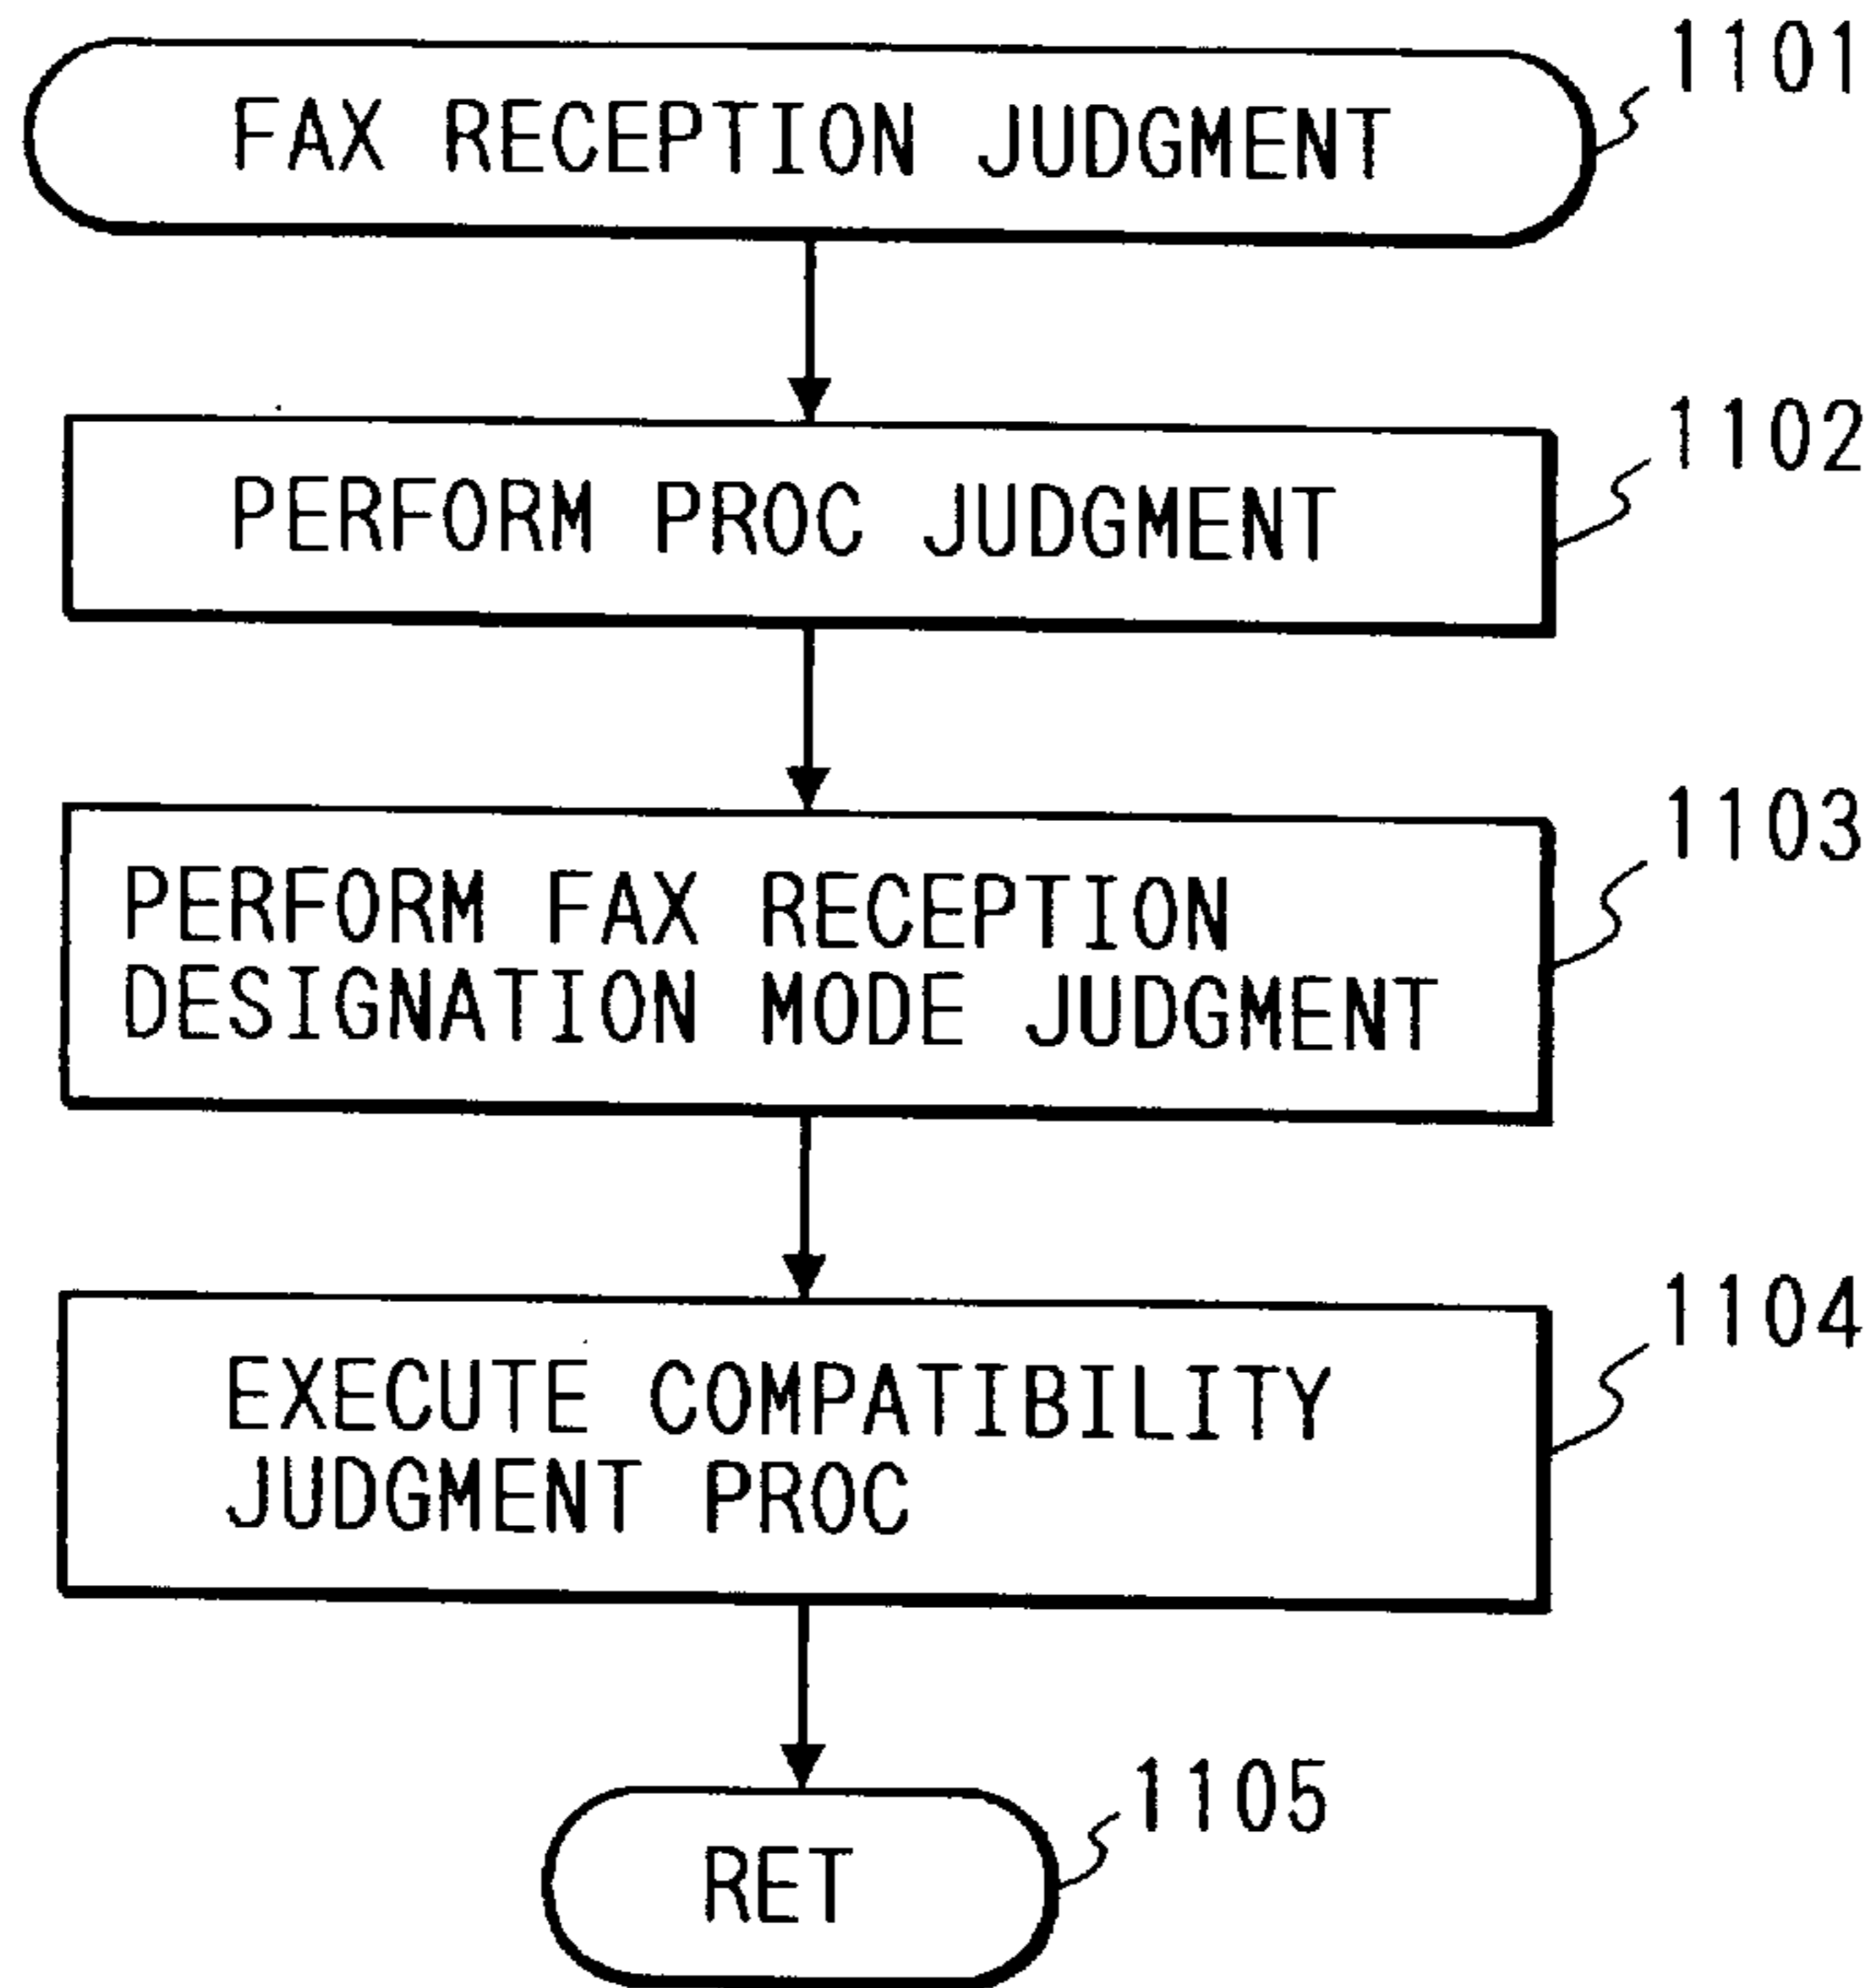 FAX RECEPTION JUDGMENT
1101
PERFORM PROC JUDGMENT
1102
PERFORM FAX RECEPTION
DESIGNATION MODE JUDGMENT
1103
EXECUTE COMPATIBILITY
JUDGMENT PROC
1104
RET
1105